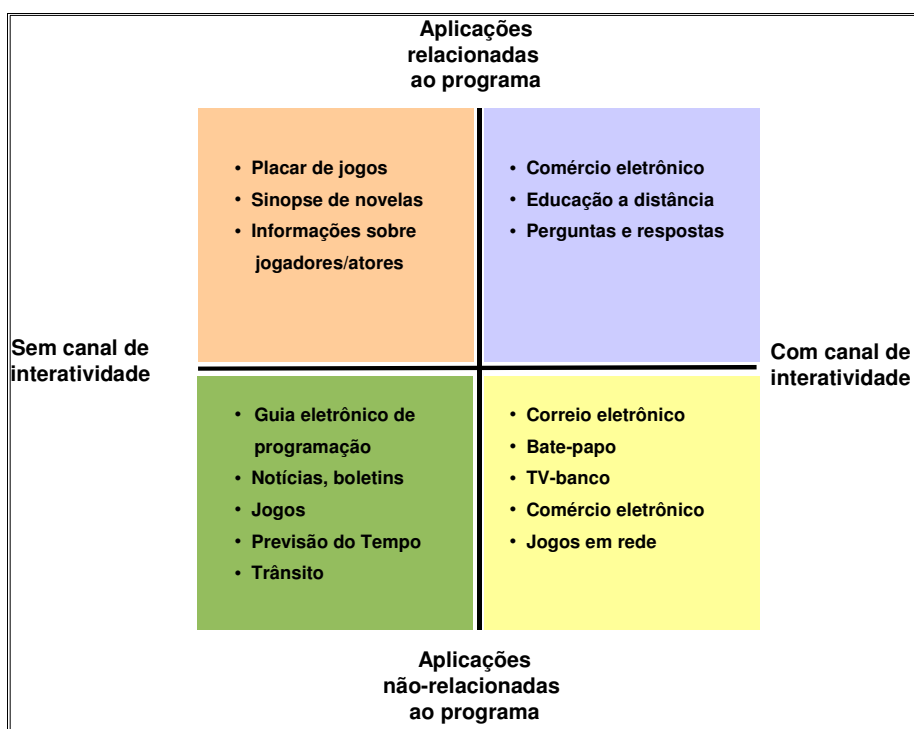 Aplicações
relacionadas
ao programa
• Placar de jogos
• Sinopse de novelas
• Informações sobre
jogadores/atores
• Comércio eletrônico
• Educação a distância
• Perguntas e respostas
Sem canal de
interatividade
Com canal de
interatividade
• Guia eletrônico de
programação
• Notícias, boletins
• Jogos
• Previsão do Tempo
• Trânsito
• Correio eletrônico
• Bate-papo
• TV-banco
• Comércio eletrônico
• Jogos em rede
Aplicações
não-relacionadas
ao programa